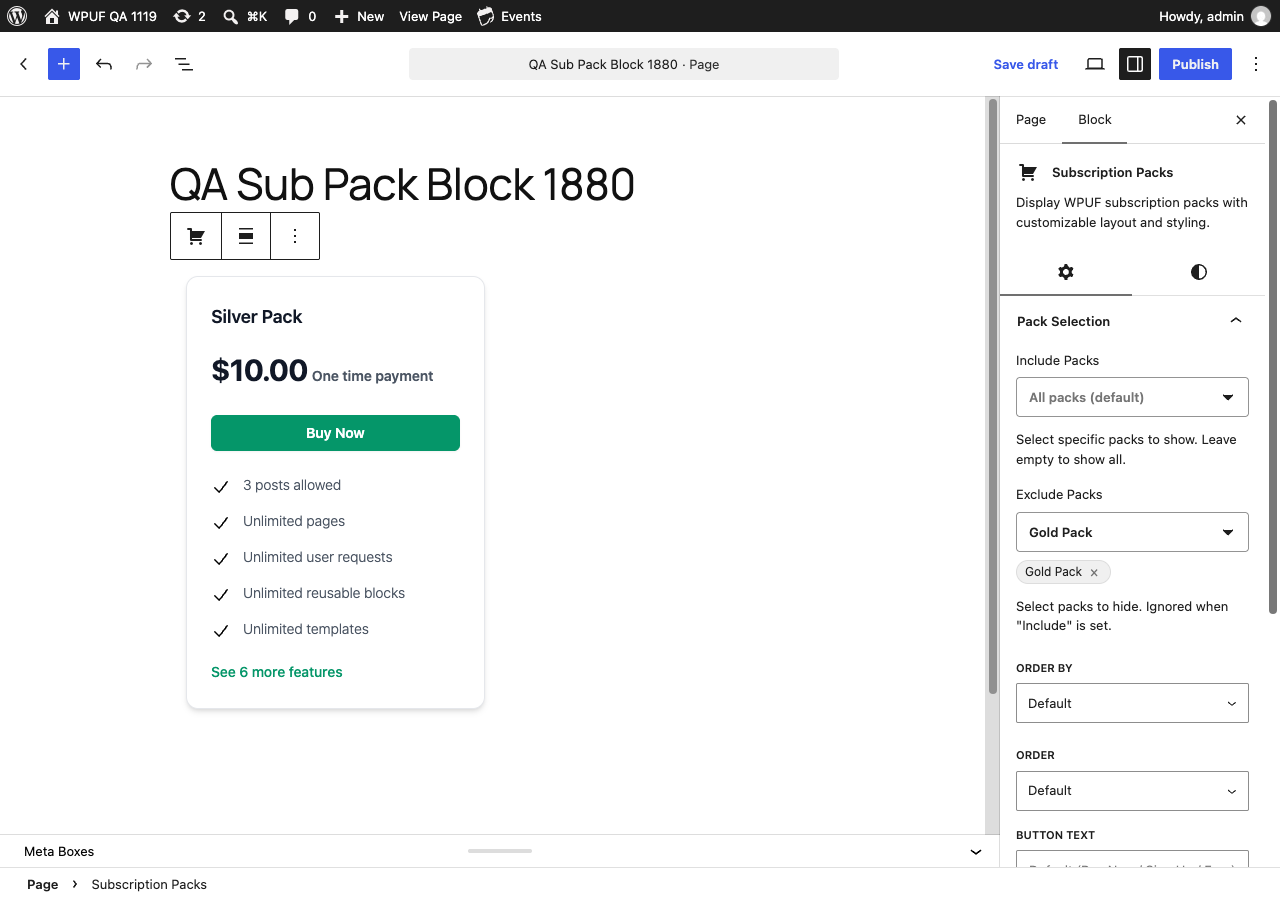 WPUF QA 1119 2 ⌘K 0 New View Page Events Howdy, admin
QA Sub Pack Block 1880 · Page Save draft Publish
Page Block
QA Sub Pack Block 1880
Subscription Packs
Display WPUF subscription packs with
customizable layout and styling.
Silver Pack
$10.00 One time payment
Buy Now
3 posts allowed
Unlimited pages
Unlimited user requests
Unlimited reusable blocks
Unlimited templates
See 6 more features
Pack Selection
Include Packs
All packs (default)
Select specific packs to show. Leave
empty to show all.
Exclude Packs
Gold Pack
Gold Pack ×
Select packs to hide. Ignored when
"Include" is set.
ORDER BY
Default
ORDER
Default
BUTTON TEXT
Meta Boxes
Page › Subscription Packs